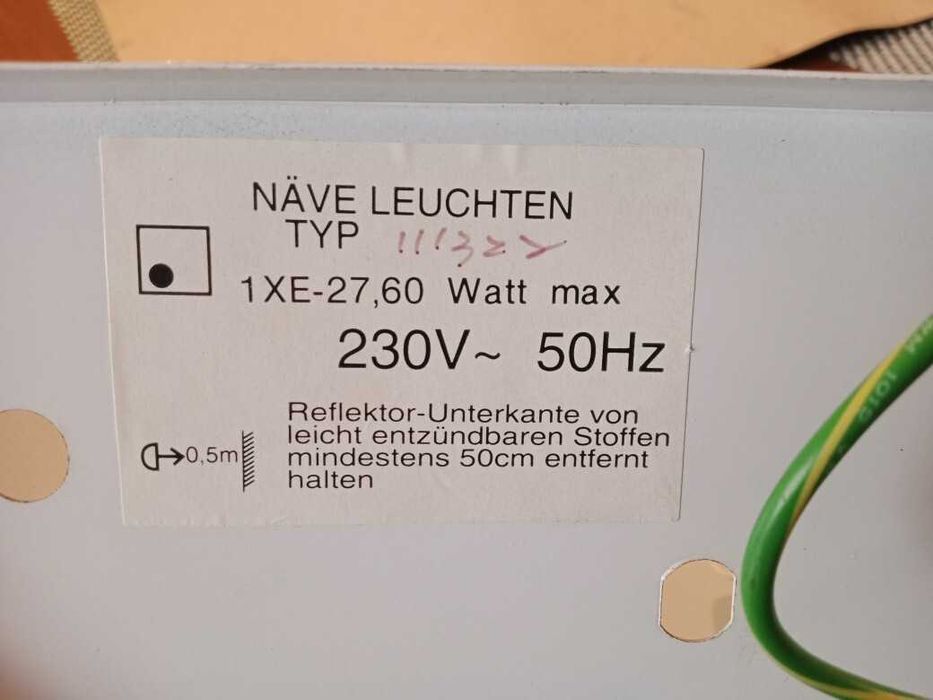 NÄVE LEUCHTEN
TYP 111322
1XE-27,60 Watt max
230V~ 50Hz
Reflektor-Unterkante von
leicht entzündbaren Stoffen
0,5m
mindestens 50cm entfernt
halten